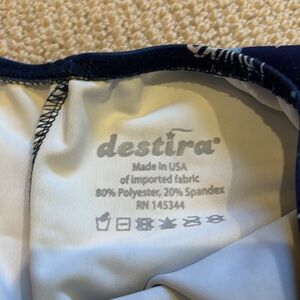 destira®
Made in USA
of imported fabric
80% Polyester, 20% Spandex
RN 145344